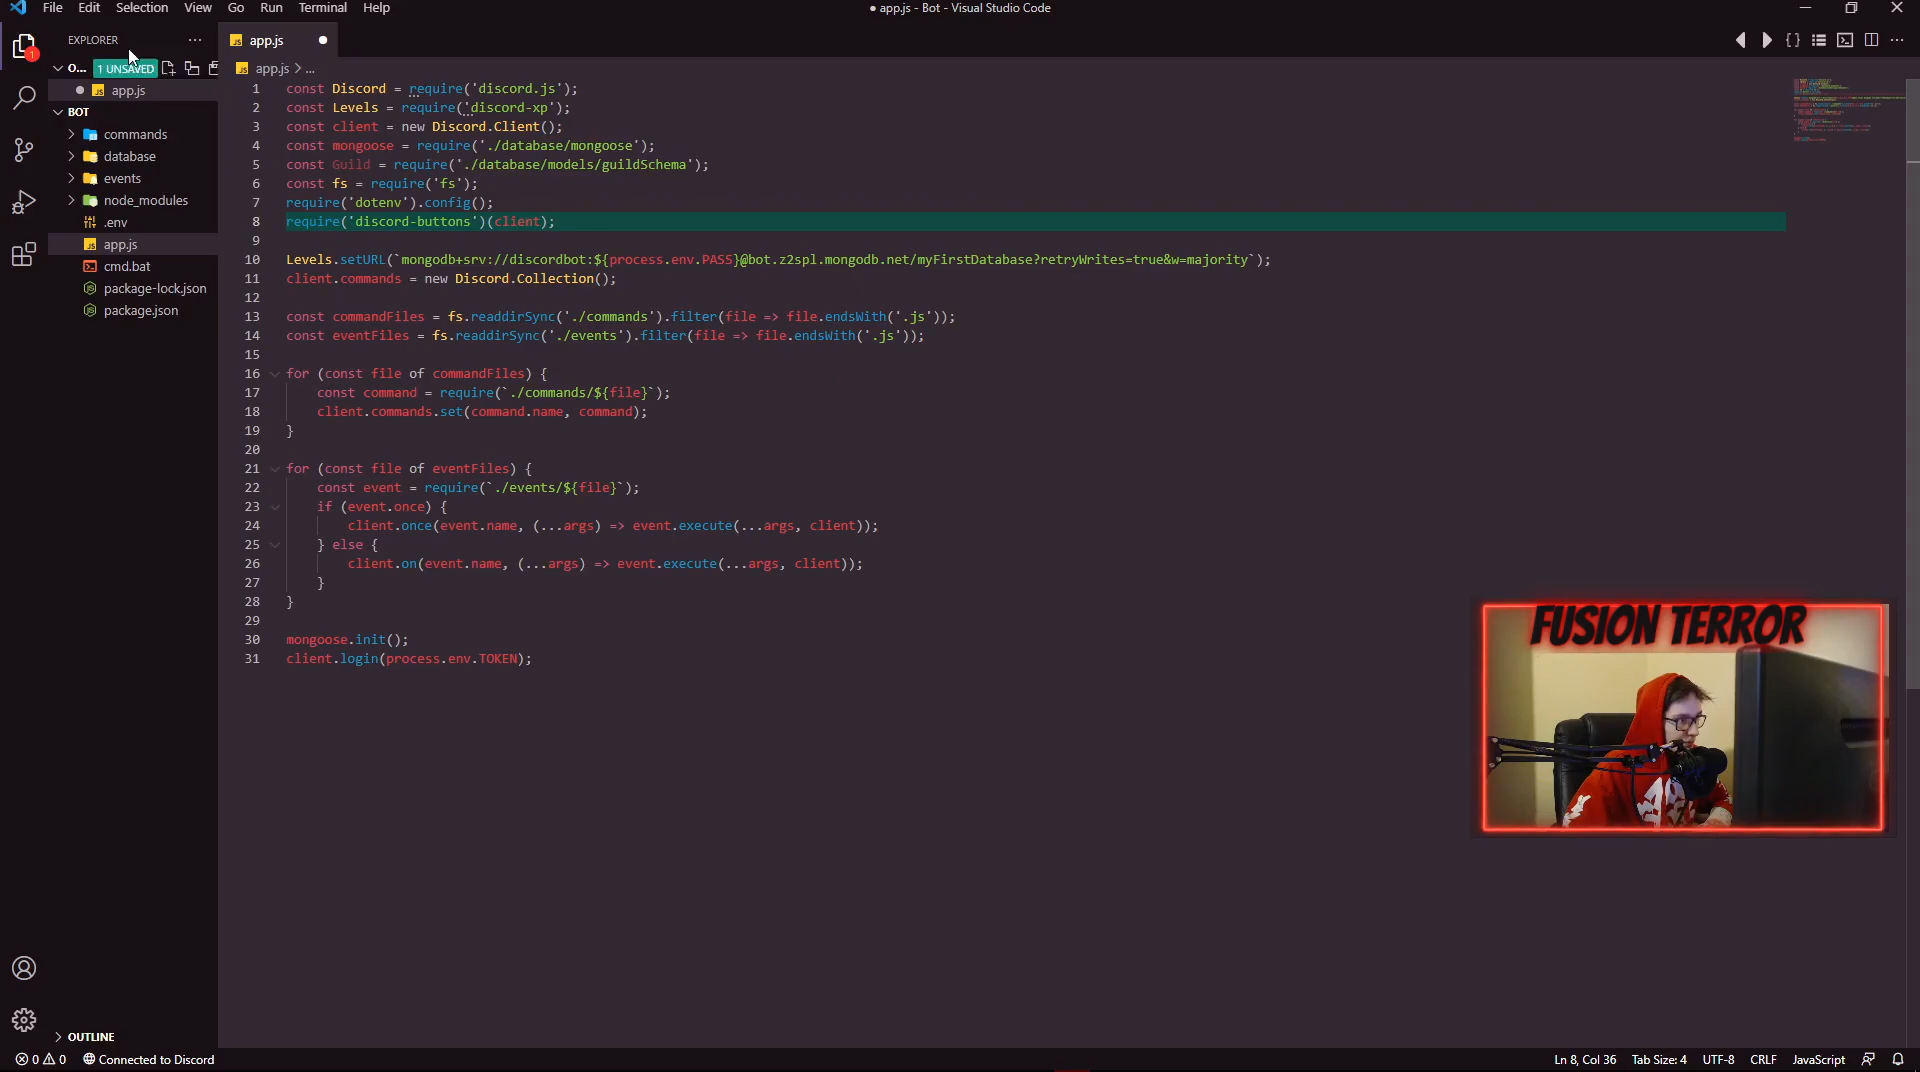 File Edit Selection View Go Run Terminal Help
● app.js - Bot - Visual Studio Code
EXPLORER
1
O... 1 UNSAVED
app.js
BOT
commands
database
events
node_modules
.env
app.js
cmd.bat
package-lock.json
package.json
OUTLINE
app.js
app.js > ...
1 const Discord = require('discord.js');
2 const Levels = require('discord-xp');
3 const client = new Discord.Client();
4 const mongoose = require('./database/mongoose');
5 const Guild = require('./database/models/guildSchema');
6 const fs = require('fs');
7 require('dotenv').config();
8 require('discord-buttons')(client);
9
10 Levels.setURL(`mongodb+srv://discordbot:${process.env.PASS}@bot.z2spl.mongodb.net/myFirstDatabase?retryWrites=true&w=majority`);
11 client.commands = new Discord.Collection();
12
13 const commandFiles = fs.readdirSync('./commands').filter(file => file.endsWith('.js'));
14 const eventFiles = fs.readdirSync('./events').filter(file => file.endsWith('.js'));
15
16 for (const file of commandFiles) {
17 const command = require(`./commands/${file}`);
18 client.commands.set(command.name, command);
19 }
20
21 for (const file of eventFiles) {
22 const event = require(`./events/${file}`);
23 if (event.once) {
24 client.once(event.name, (...args) => event.execute(...args, client));
25 } else {
26 client.on(event.name, (...args) => event.execute(...args, client));
27 }
28 }
29
30 mongoose.init();
31 client.login(process.env.TOKEN);
FUSION TERROR
0 0 Connected to Discord
Ln 8, Col 36 Tab Size: 4 UTF-8 CRLF JavaScript